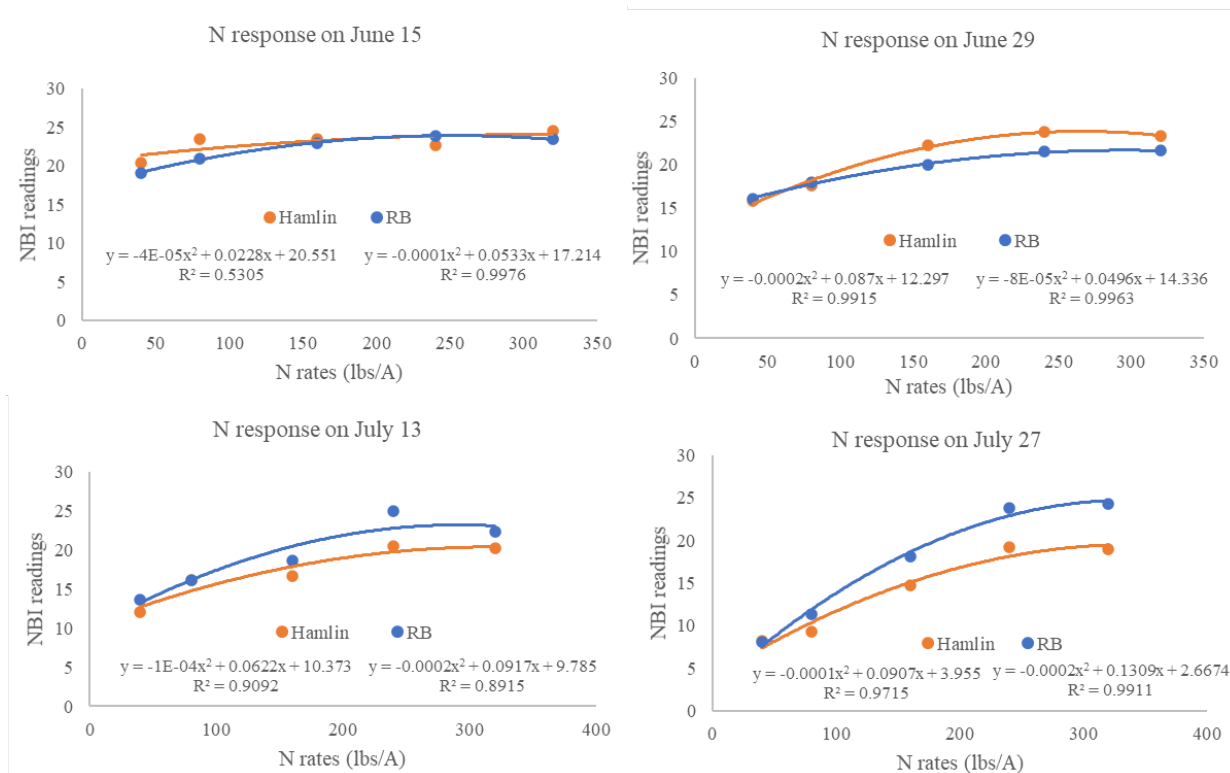 N response on June 15
30
25
20
15
10
5
0
NBI readings
Hamlin
RB
y = -4E-05x² + 0.0228x + 20.551
R² = 0.5305
y = -0.0001x² + 0.0533x + 17.214
R² = 0.9976
0 50 100 150 200 250 300 350
N rates (lbs/A)
N response on June 29
30
25
20
15
10
5
0
NBI readings
Hamlin
RB
y = -0.0002x² + 0.087x + 12.297
R² = 0.9915
y = -8E-05x² + 0.0496x + 14.336
R² = 0.9963
0 50 100 150 200 250 300 350
N rates (lbs/A)
N response on July 13
30
25
20
15
10
5
0
NBI readings
Hamlin
RB
y = -1E-04x² + 0.0622x + 10.373
R² = 0.9092
y = -0.0002x² + 0.0917x + 9.785
R² = 0.8915
0 100 200 300 400
N rates (lbs/A)
N response on July 27
30
25
20
15
10
5
0
NBI readings
Hamlin
RB
y = -0.0001x² + 0.0907x + 3.955
R² = 0.9715
y = -0.0002x² + 0.1309x + 2.6674
R² = 0.9911
0 100 200 300 400
N rates (lbs/A)